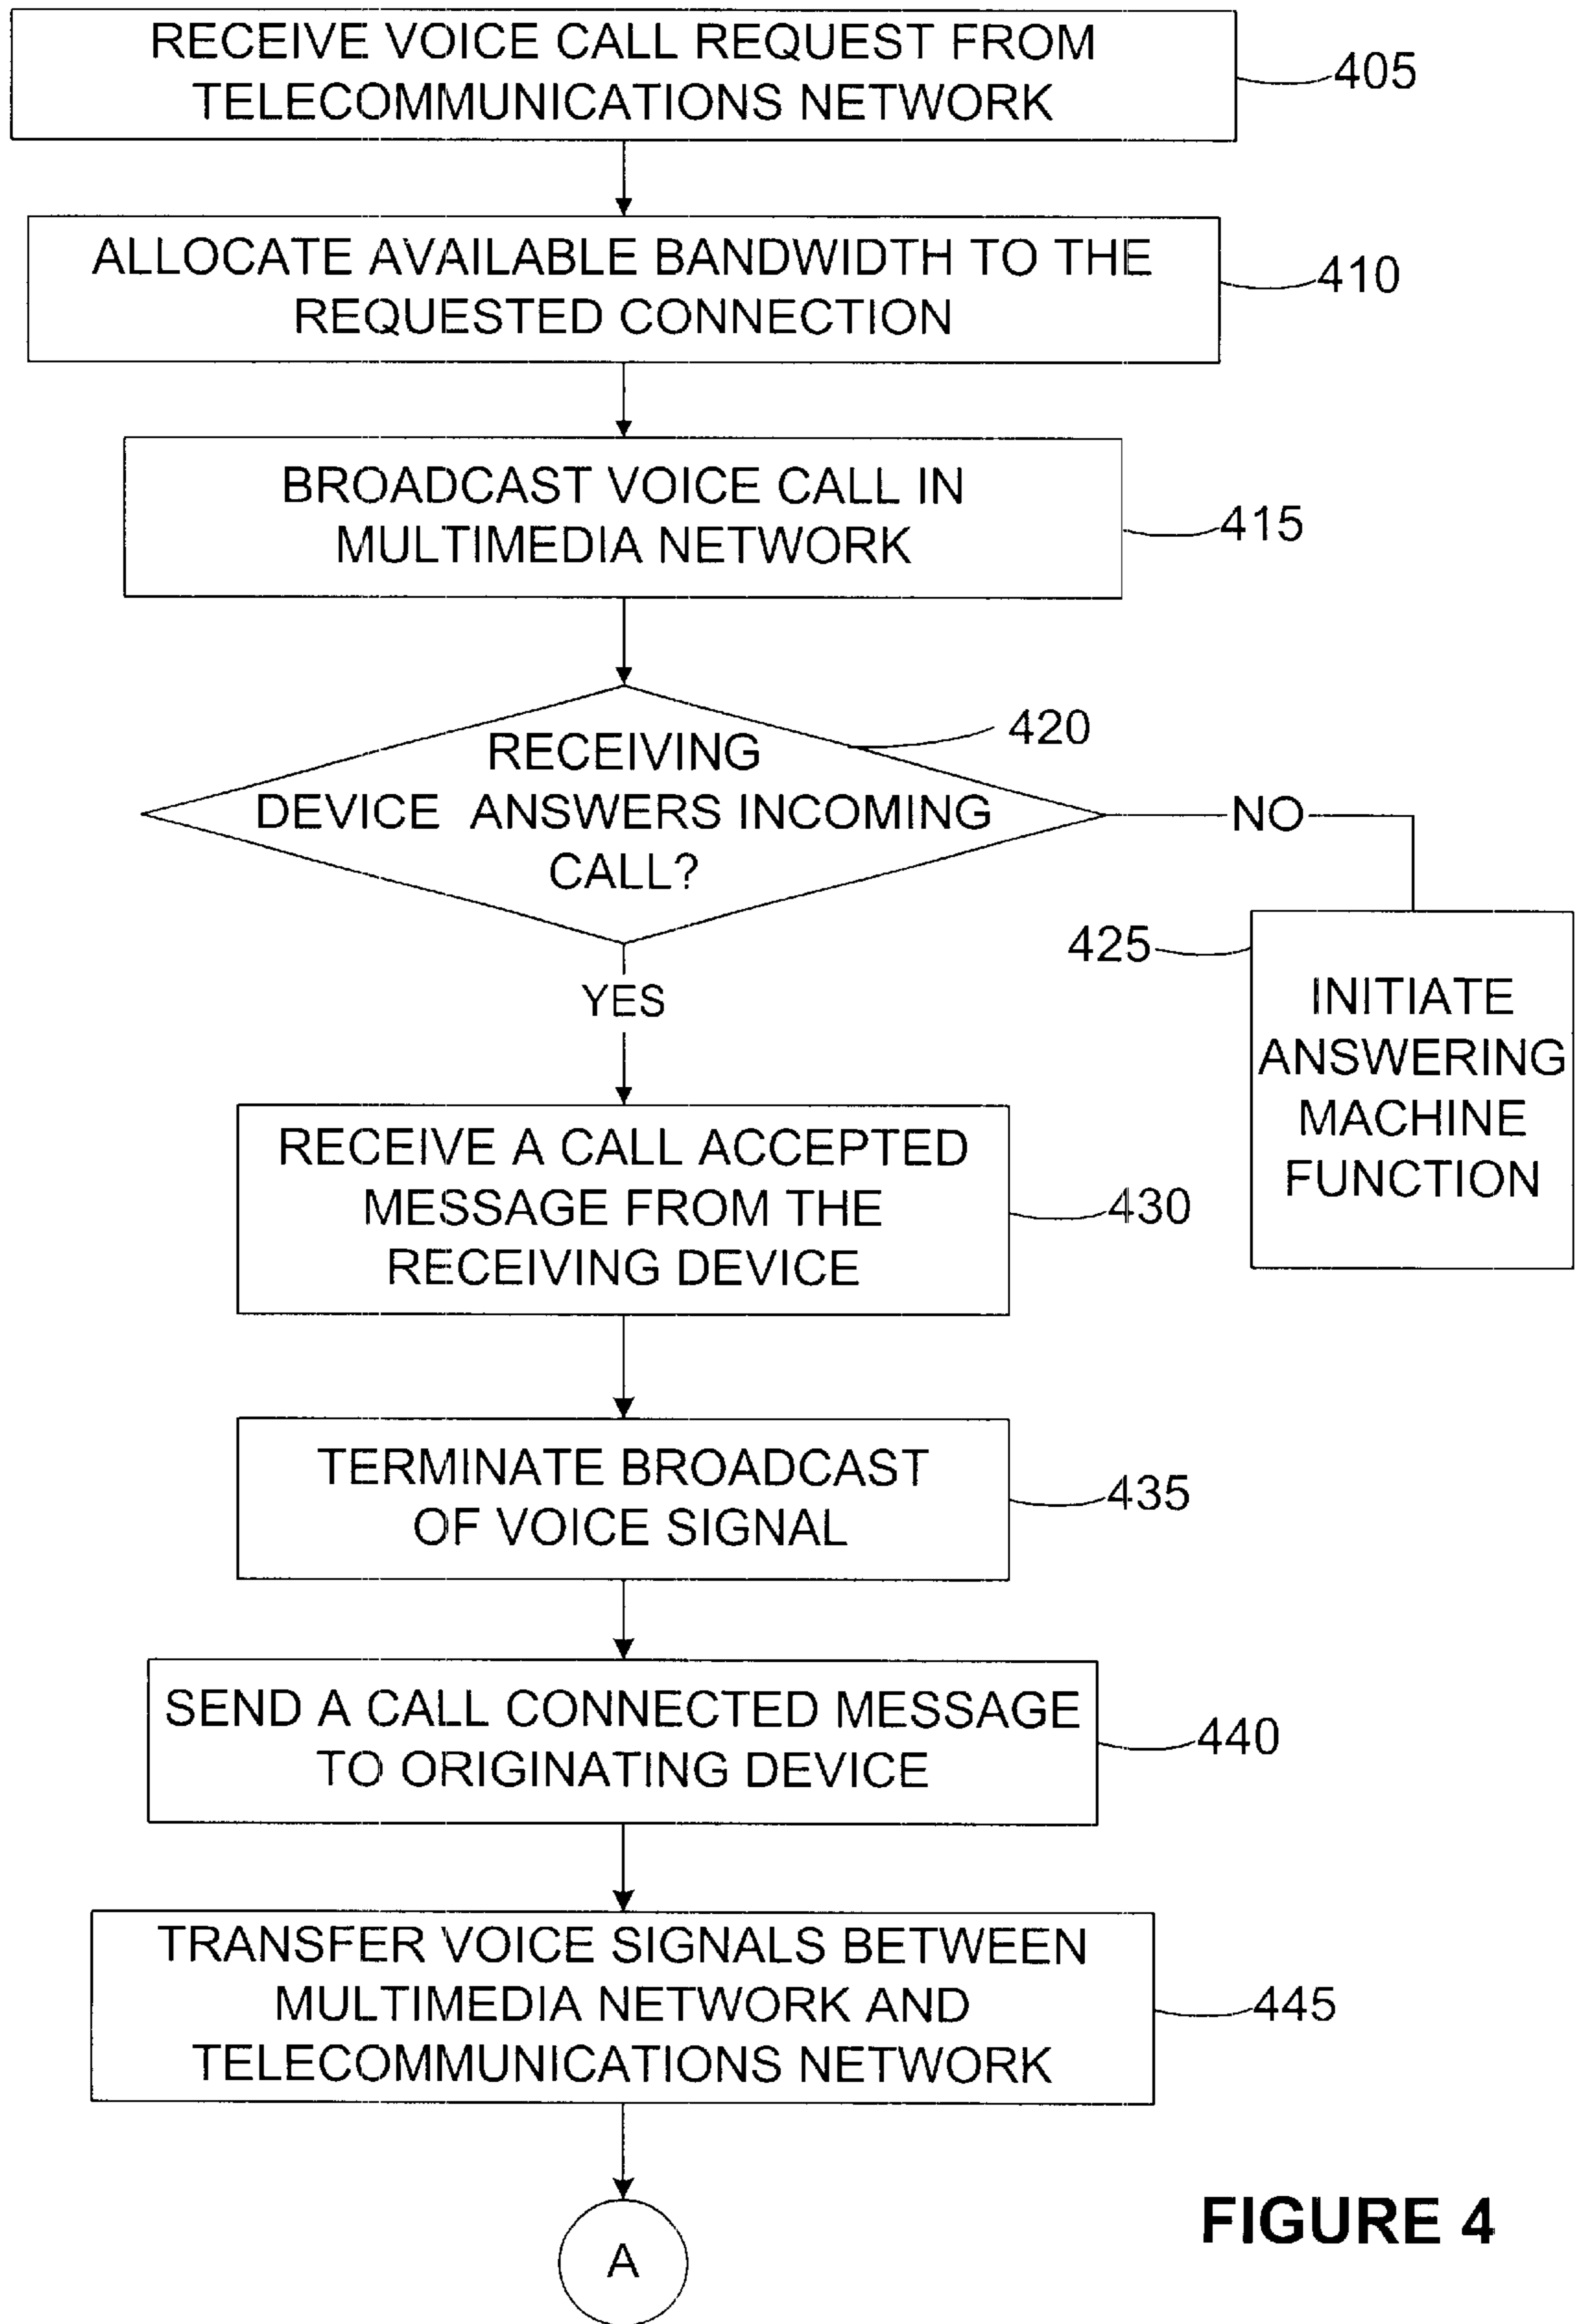 RECEIVE VOICE CALL REQUEST FROM
TELECOMMUNICATIONS NETWORK
405
ALLOCATE AVAILABLE BANDWIDTH TO THE
REQUESTED CONNECTION
410
BROADCAST VOICE CALL IN
MULTIMEDIA NETWORK
415
RECEIVING
DEVICE ANSWERS INCOMING
CALL?
420
NO
425
INITIATE
ANSWERING
MACHINE
FUNCTION
YES
RECEIVE A CALL ACCEPTED
MESSAGE FROM THE
RECEIVING DEVICE
430
TERMINATE BROADCAST
OF VOICE SIGNAL
435
SEND A CALL CONNECTED MESSAGE
TO ORIGINATING DEVICE
440
TRANSFER VOICE SIGNALS BETWEEN
MULTIMEDIA NETWORK AND
TELECOMMUNICATIONS NETWORK
445
A
FIGURE 4